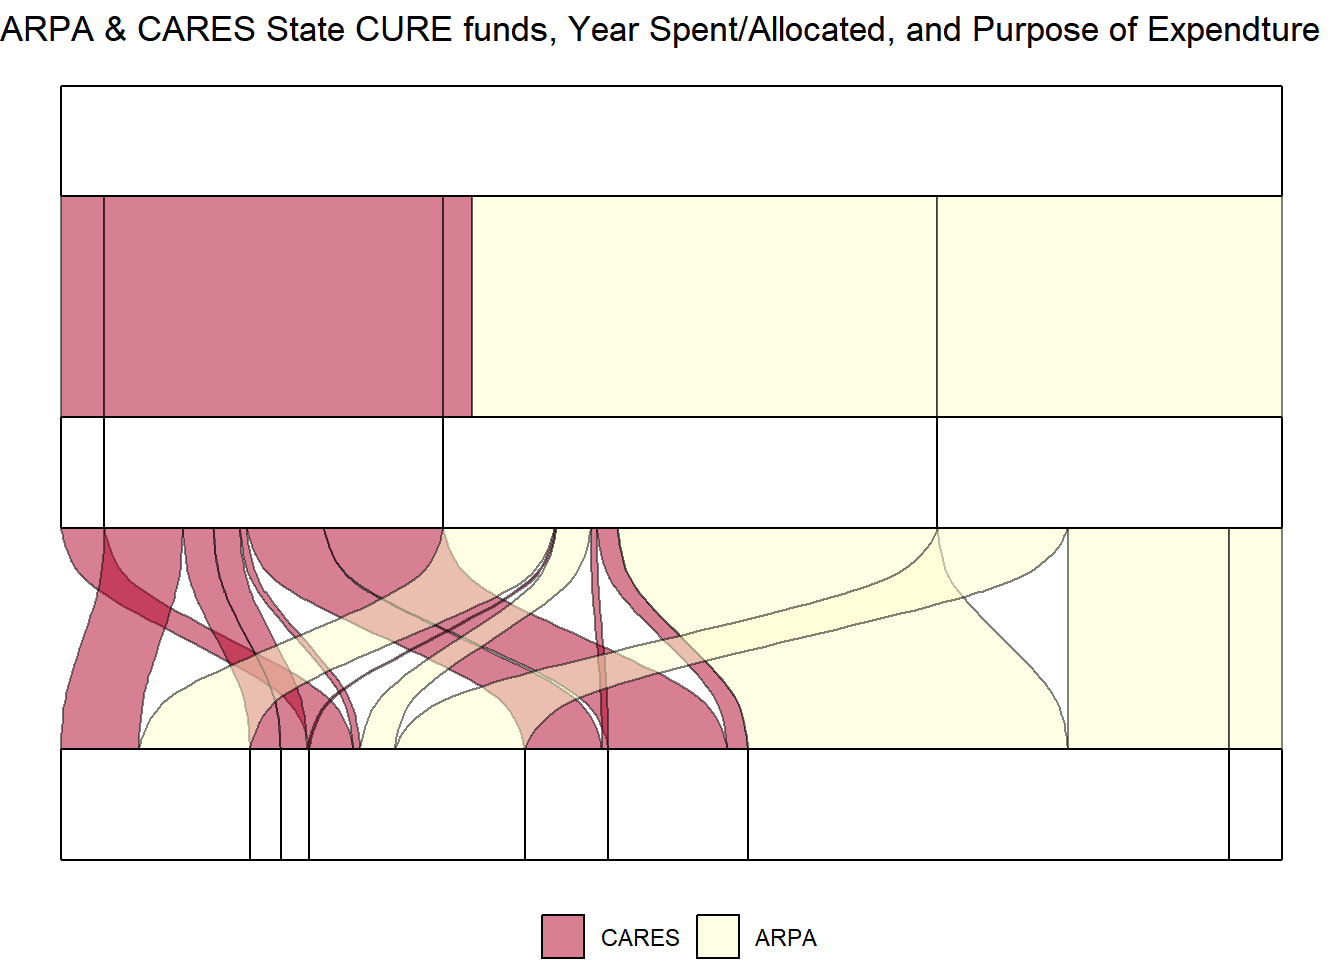 ARPA & CARES State CURE funds, Year Spent/Allocated, and Purpose of Expendture
CARES ARPA